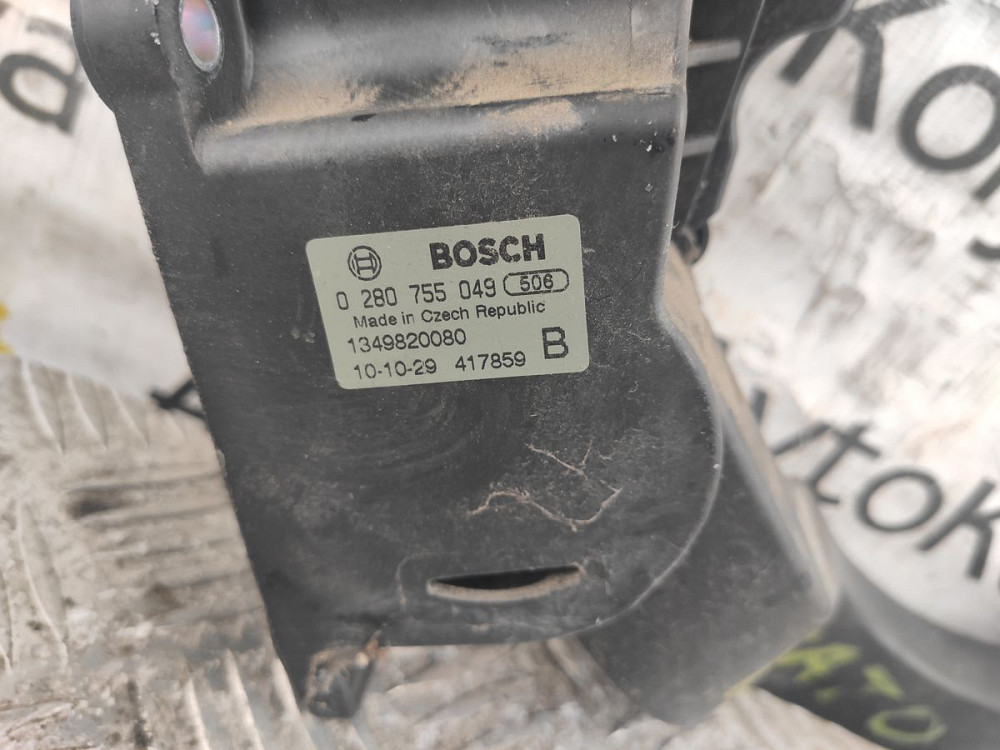 BOSCH
0 280 755 049 506
Made in Czech Republic
1349820080 B
10-10-29 417859